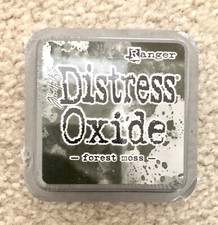 Ranger
Distress
Oxide
- forest moss -